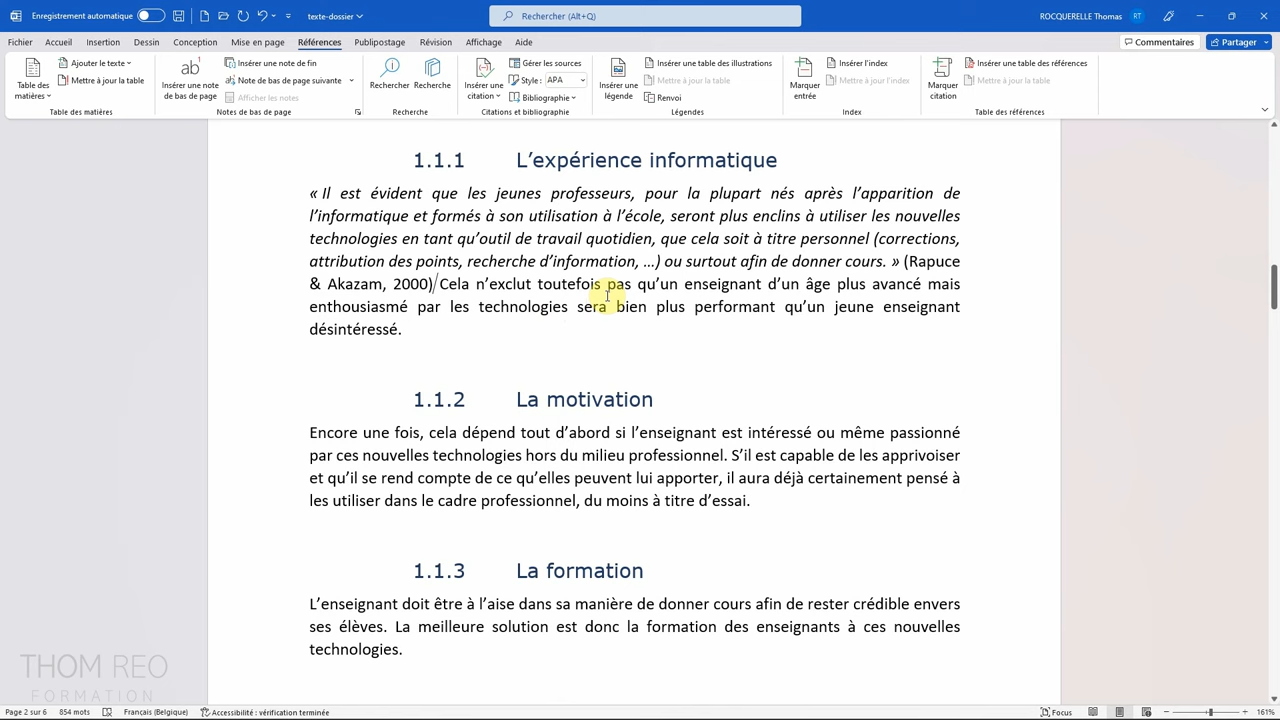 Enregistrement automatique
texte-dossier
Rechercher (Alt+Q)
ROCQUERELLE Thomas
RT
Fichier Accueil Insertion Dessin Conception Mise en page Références Publipostage Révision Affichage Aide
Commentaires
Partager
Table des matières
Ajouter le texte
Mettre à jour la table
Table des matières
ab
Insérer une note de bas de page
Insérer une note de fin
Note de bas de page suivante
Afficher les notes
Notes de bas de page
Rechercher
Recherche
Recherche
Insérer une citation
Gérer les sources
Style : APA
Bibliographie
Citations et bibliographie
Insérer une légende
Insérer une table des illustrations
Mettre à jour la table
Renvoi
Légendes
Marquer entrée
Insérer l'index
Mettre à jour l'index
Index
Marquer citation
Insérer une table des références
Mettre à jour la table
Table des références
1.1.1 L'expérience informatique
« Il est évident que les jeunes professeurs, pour la plupart nés après l'apparition de
l'informatique et formés à son utilisation à l'école, seront plus enclins à utiliser les nouvelles
technologies en tant qu'outil de travail quotidien, que cela soit à titre personnel (corrections,
attribution des points, recherche d'information, …) ou surtout afin de donner cours. » (Rapuce
& Akazam, 2000) Cela n'exclut toutefois pas qu'un enseignant d'un âge plus avancé mais
enthousiasmé par les technologies sera bien plus performant qu'un jeune enseignant
désintéressé.
1.1.2 La motivation
Encore une fois, cela dépend tout d'abord si l'enseignant est intéressé ou même passionné
par ces nouvelles technologies hors du milieu professionnel. S'il est capable de les apprivoiser
et qu'il se rend compte de ce qu'elles peuvent lui apporter, il aura déjà certainement pensé à
les utiliser dans le cadre professionnel, du moins à titre d'essai.
1.1.3 La formation
L'enseignant doit être à l'aise dans sa manière de donner cours afin de rester crédible envers
ses élèves. La meilleure solution est donc la formation des enseignants à ces nouvelles
technologies.
THOM REO
FORMATION
Page 2 sur 6 854 mots Français (Belgique) Accessibilité : vérification terminée
Focus
161%